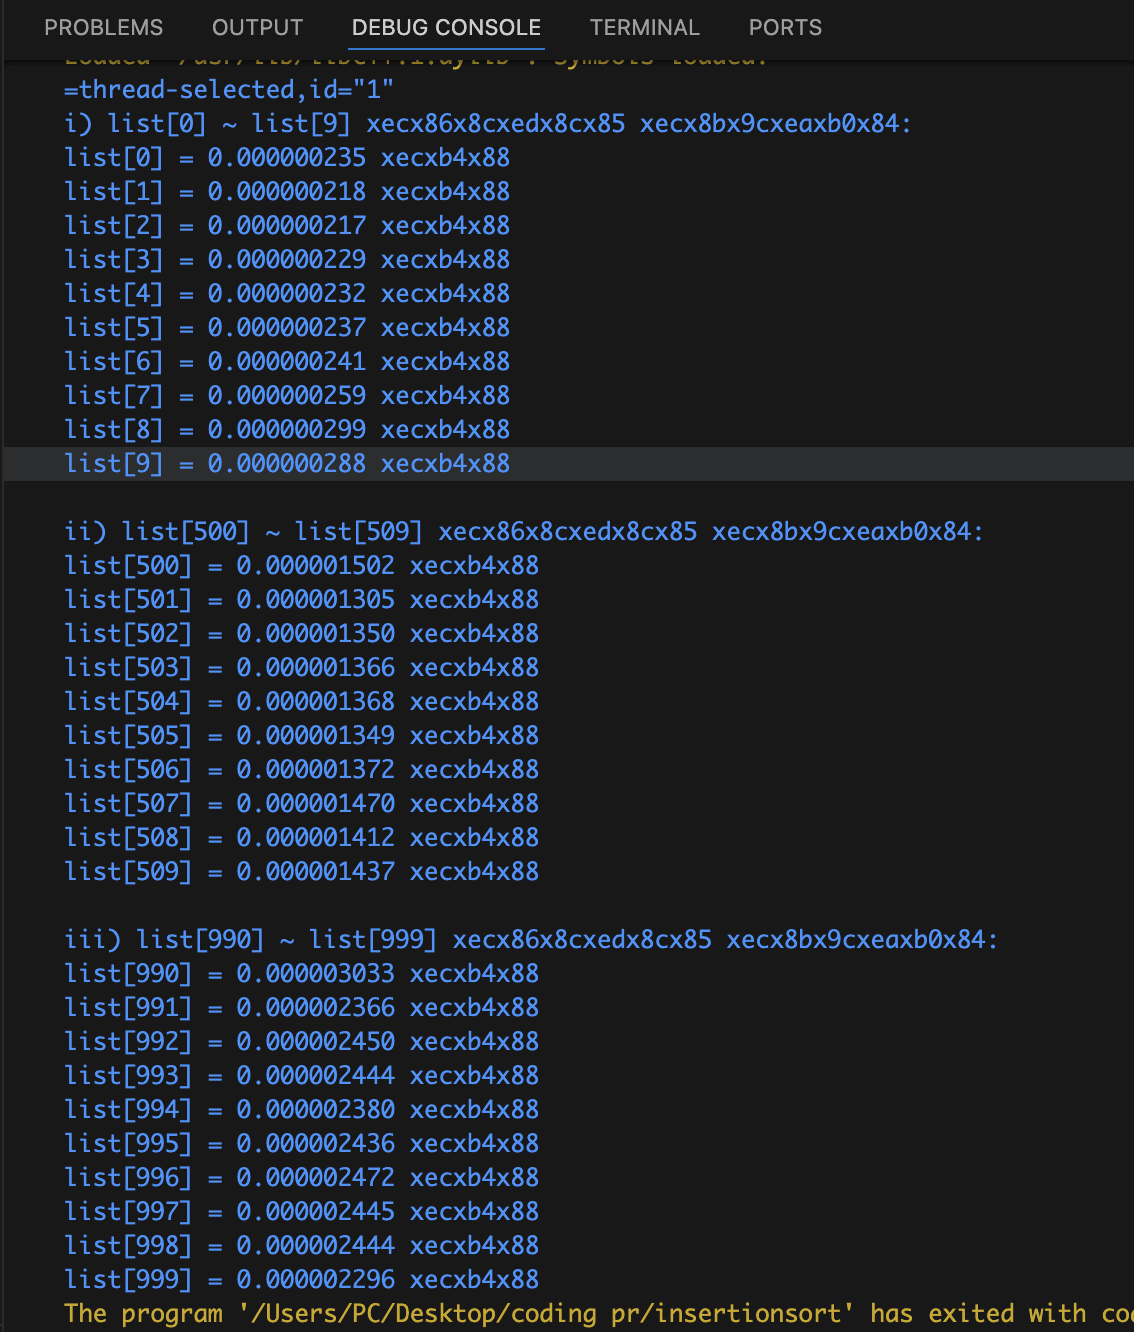 PROBLEMS OUTPUT DEBUG CONSOLE TERMINAL PORTS
Loaded '/usr/lib/libc++.1.dylib'. Symbols loaded.
=thread-selected,id="1"
i) list[0] ~ list[9] xecx86x8cxedx8cx85 xecx8bx9cxeaxb0x84:
list[0] = 0.000000235 xecxb4x88
list[1] = 0.000000218 xecxb4x88
list[2] = 0.000000217 xecxb4x88
list[3] = 0.000000229 xecxb4x88
list[4] = 0.000000232 xecxb4x88
list[5] = 0.000000237 xecxb4x88
list[6] = 0.000000241 xecxb4x88
list[7] = 0.000000259 xecxb4x88
list[8] = 0.000000299 xecxb4x88
list[9] = 0.000000288 xecxb4x88
ii) list[500] ~ list[509] xecx86x8cxedx8cx85 xecx8bx9cxeaxb0x84:
list[500] = 0.000001502 xecxb4x88
list[501] = 0.000001305 xecxb4x88
list[502] = 0.000001350 xecxb4x88
list[503] = 0.000001366 xecxb4x88
list[504] = 0.000001368 xecxb4x88
list[505] = 0.000001349 xecxb4x88
list[506] = 0.000001372 xecxb4x88
list[507] = 0.000001470 xecxb4x88
list[508] = 0.000001412 xecxb4x88
list[509] = 0.000001437 xecxb4x88
iii) list[990] ~ list[999] xecx86x8cxedx8cx85 xecx8bx9cxeaxb0x84:
list[990] = 0.000003033 xecxb4x88
list[991] = 0.000002366 xecxb4x88
list[992] = 0.000002450 xecxb4x88
list[993] = 0.000002444 xecxb4x88
list[994] = 0.000002380 xecxb4x88
list[995] = 0.000002436 xecxb4x88
list[996] = 0.000002472 xecxb4x88
list[997] = 0.000002445 xecxb4x88
list[998] = 0.000002444 xecxb4x88
list[999] = 0.000002296 xecxb4x88
The program '/Users/PC/Desktop/coding pr/insertionsort' has exited with